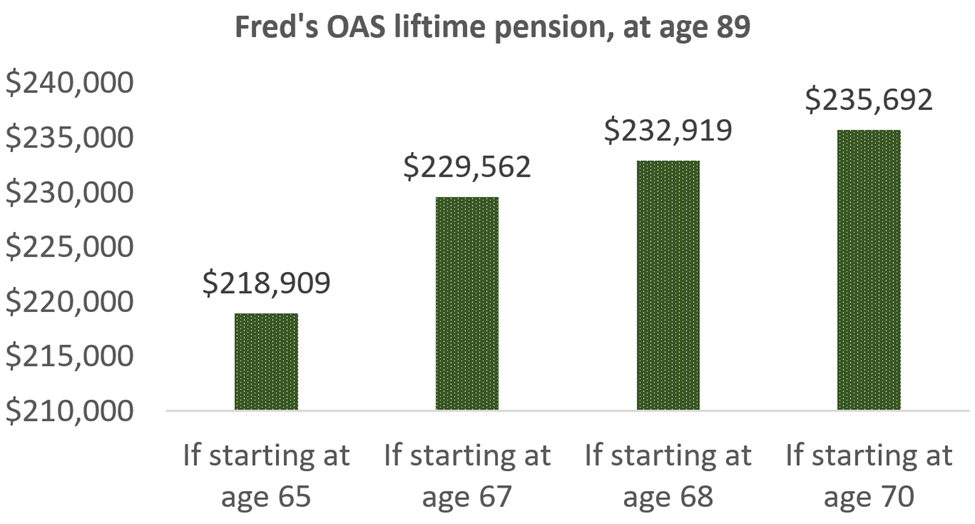 Fred's OAS liftime pension, at age 89
$240,000
$235,000
$230,000
$225,000
$220,000
$215,000
$210,000
$218,909
$229,562
$232,919
$235,692
If starting at
age 65
If starting at
age 67
If starting at
age 68
If starting at
age 70